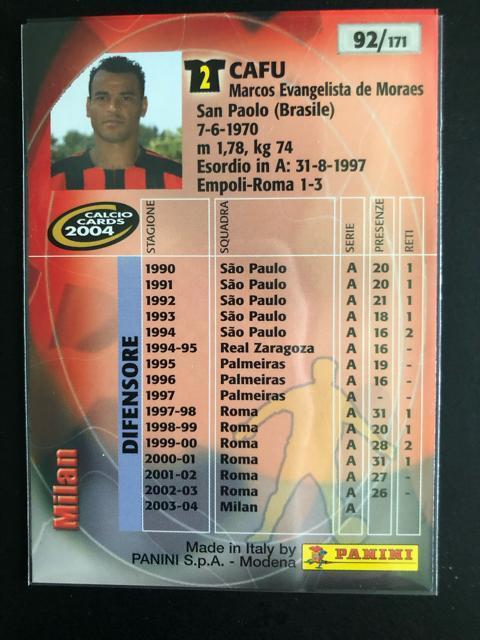 92/171
2 CAFU
Marcos Evangelista de Moraes
San Paolo (Brasile)
7-6-1970
m 1,78, kg 74
Esordio in A: 31-8-1997
Empoli-Roma 1-3
CALCIO
CARDS
2004
STAGIONE SQUADRA SERIE PRESENZE RETI
1990 São Paulo A 20 1
1991 São Paulo A 20 1
1992 São Paulo A 21 1
1993 São Paulo A 18 1
1994 São Paulo A 16 2
1994-95 Real Zaragoza A 16 -
1995 Palmeiras A 19 -
1996 Palmeiras A 16 -
1997 Palmeiras A - -
1997-98 Roma A 31 1
1998-99 Roma A 20 1
1999-00 Roma A 28 2
2000-01 Roma A 31 1
2001-02 Roma A 27 -
2002-03 Roma A 26 -
2003-04 Milan A
DIFENSORE
Milan
Made in Italy by
PANINI S.p.A. - Modena
PANINI